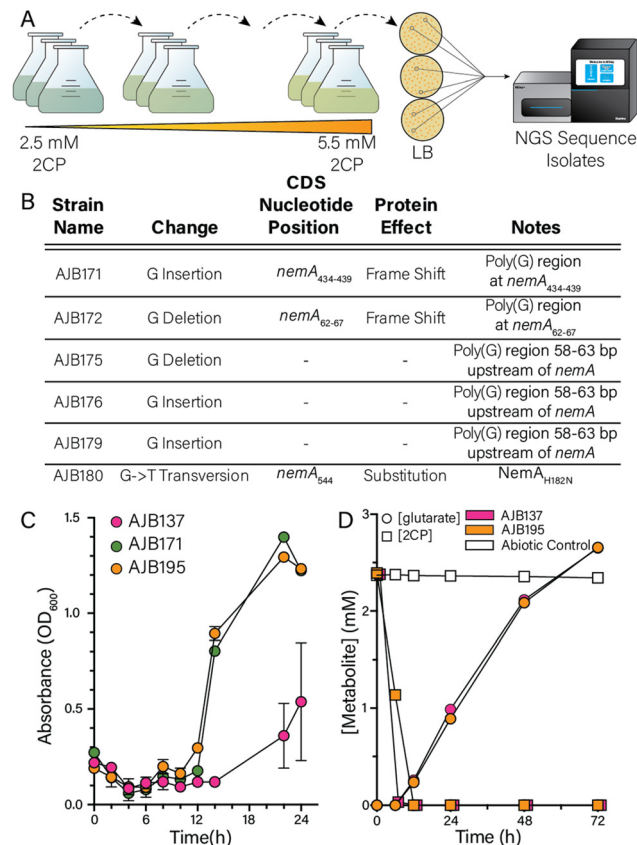 A
2.5 mM
2CP
5.5 mM
2CP
LB
NGS Sequence
Isolates
B
Strain Name
Change
CDS Nucleotide Position
Protein Effect
Notes
AJB171 G Insertion nemA434-439 Frame Shift Poly(G) region
at nemA434-439
AJB172 G Deletion nemA62-67 Frame Shift Poly(G) region
at nemA62-67
AJB175 G Deletion - - Poly(G) region 58-63 bp
upstream of nemA
AJB176 G Insertion - - Poly(G) region 58-63 bp
upstream of nemA
AJB179 G Insertion - - Poly(G) region 58-63 bp
upstream of nemA
AJB180 G->T Transversion nemA544 Substitution NemAH182N
C
AJB137
AJB171
AJB195
Absorbance (OD600)
1.5
1.0
0.5
0.0
0 6 12 18 24
Time(h)
D
[glutarate]
[2CP]
AJB137
AJB195
Abiotic Control
[Metabolite] (mM)
3
2
1
0
0 24 48 72
Time (h)